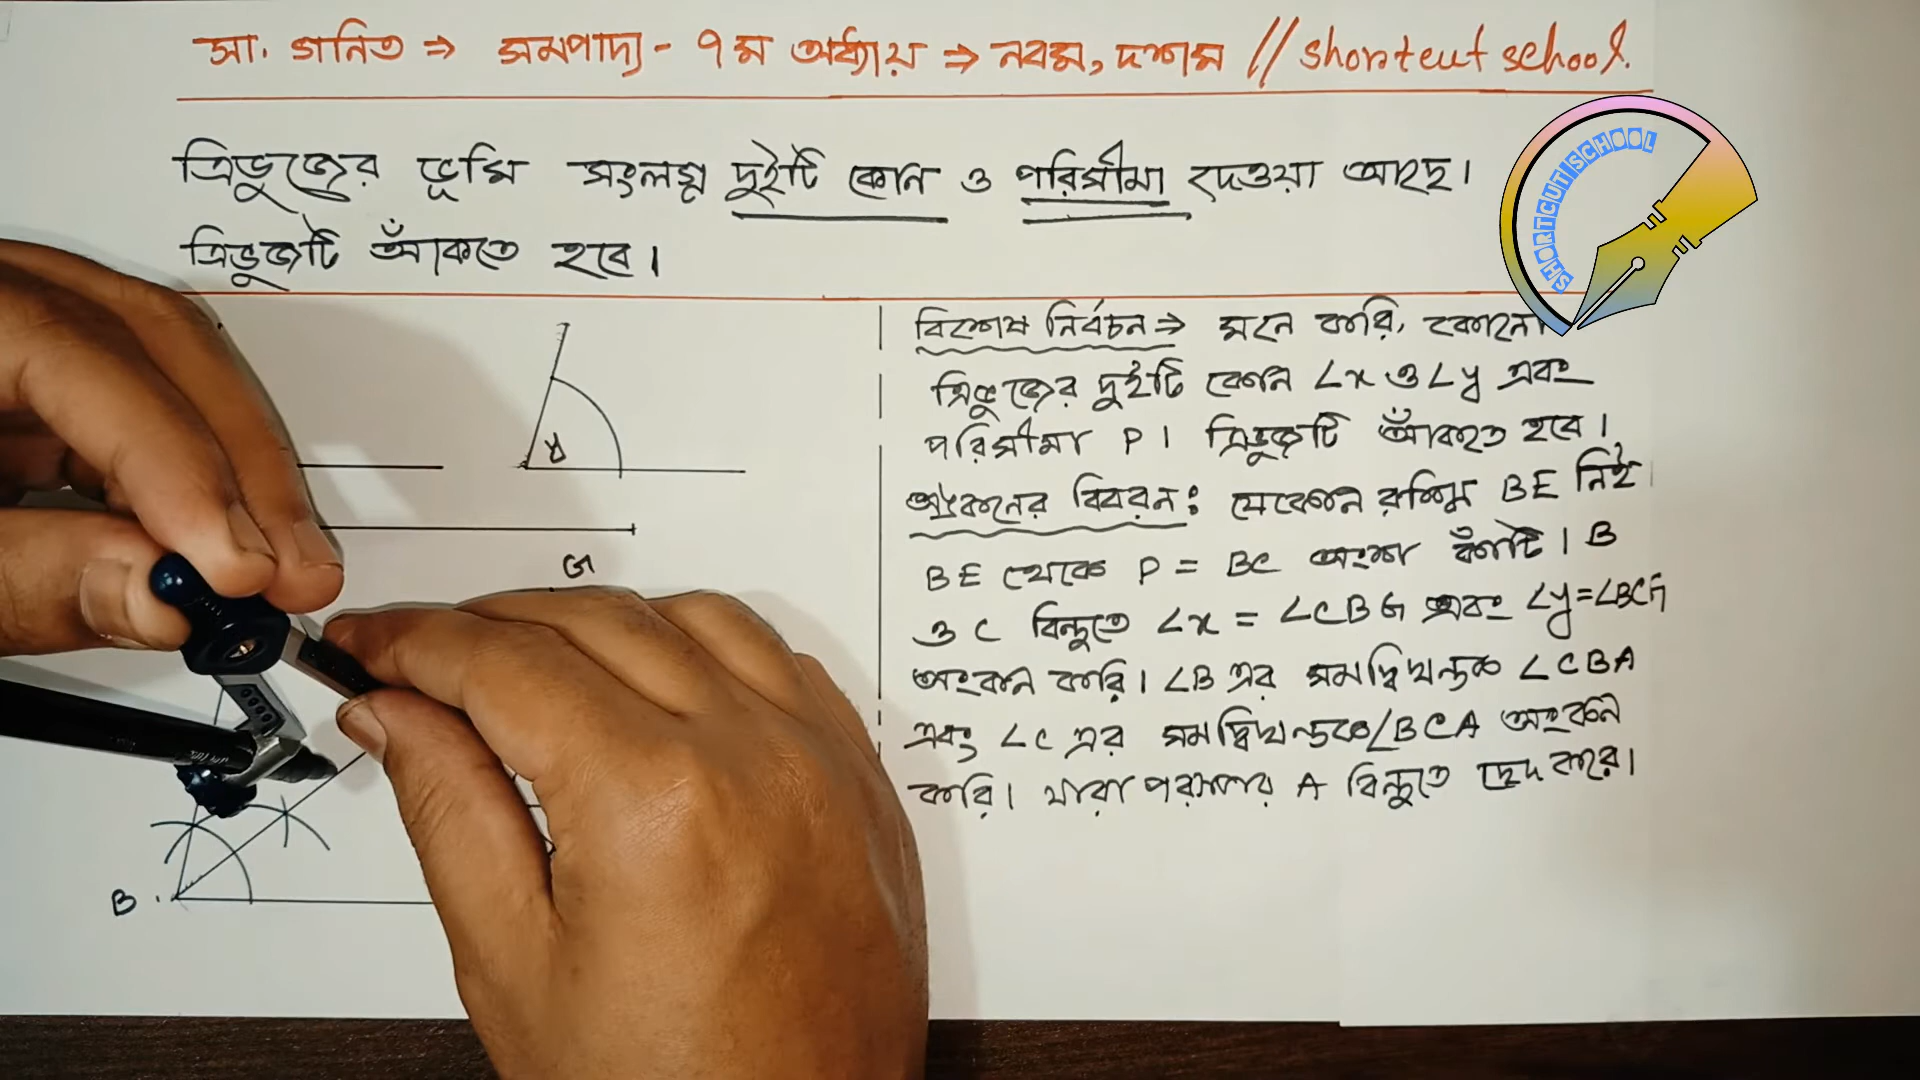 সা. গনিত ⇒ সমপাদ্য - ৭ম অধ্যায় ⇒ নবম, দশম // shortcut school.
SHORTCUT SCHOOL
ত্রিভুজের ভূমি সংলগ্ন দুইটি কোন ও পরিসীমা দেওয়া আছে।
ত্রিভুজটি আঁকতে হবে।
বিশেষ নির্বচন ⇒ মনে করি, কোনো
ত্রিভুজের দুইটি কোন ∠x ও ∠y এবং
পরিসীমা P। ত্রিভুজটি আঁকতে হবে।
অংকনের বিবরন: যেকোন রশ্মি BE নিই
BE থেকে P = BC অংশ কাঁটি। B
ও C বিন্দুতে ∠x = ∠CBG এবং ∠y = ∠BCG
অংকন করি। ∠B এর সমদ্বিখন্ডক ∠CBA
এবং ∠C এর সমদ্বিখন্ডক ∠BCA অংকন
করি। যারা পরস্পর A বিন্দুতে ছেদ করে।
y
G
B